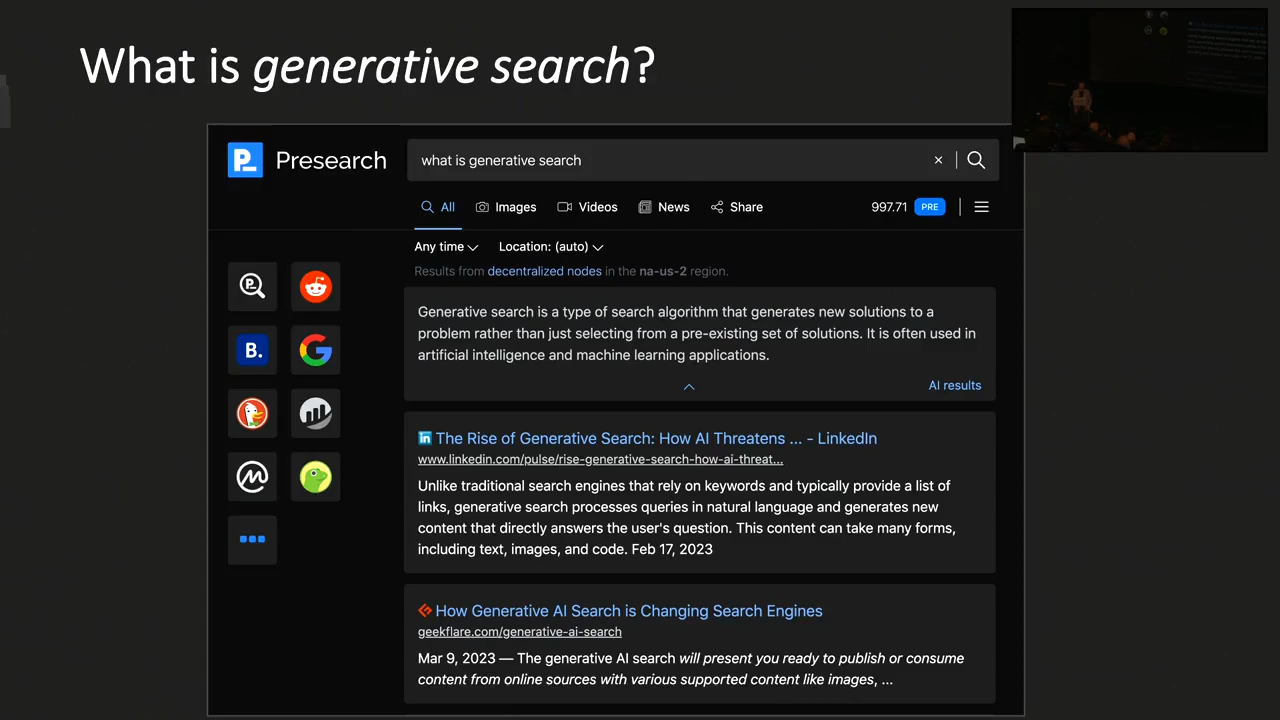 What is generative search?
Presearch
what is generative search
All Images Videos News Share
997.71 PRE
Any time Location: (auto)
Results from decentralized nodes in the na-us-2 region.
Generative search is a type of search algorithm that generates new solutions to a
problem rather than just selecting from a pre-existing set of solutions. It is often used in
artificial intelligence and machine learning applications.
AI results
The Rise of Generative Search: How AI Threatens ... - LinkedIn
www.linkedin.com/pulse/rise-generative-search-how-ai-threat...
Unlike traditional search engines that rely on keywords and typically provide a list of
links, generative search processes queries in natural language and generates new
content that directly answers the user's question. This content can take many forms,
including text, images, and code. Feb 17, 2023
How Generative AI Search is Changing Search Engines
geekflare.com/generative-ai-search
Mar 9, 2023 — The generative AI search will present you ready to publish or consume
content from online sources with various supported content like images, ...
B.
in